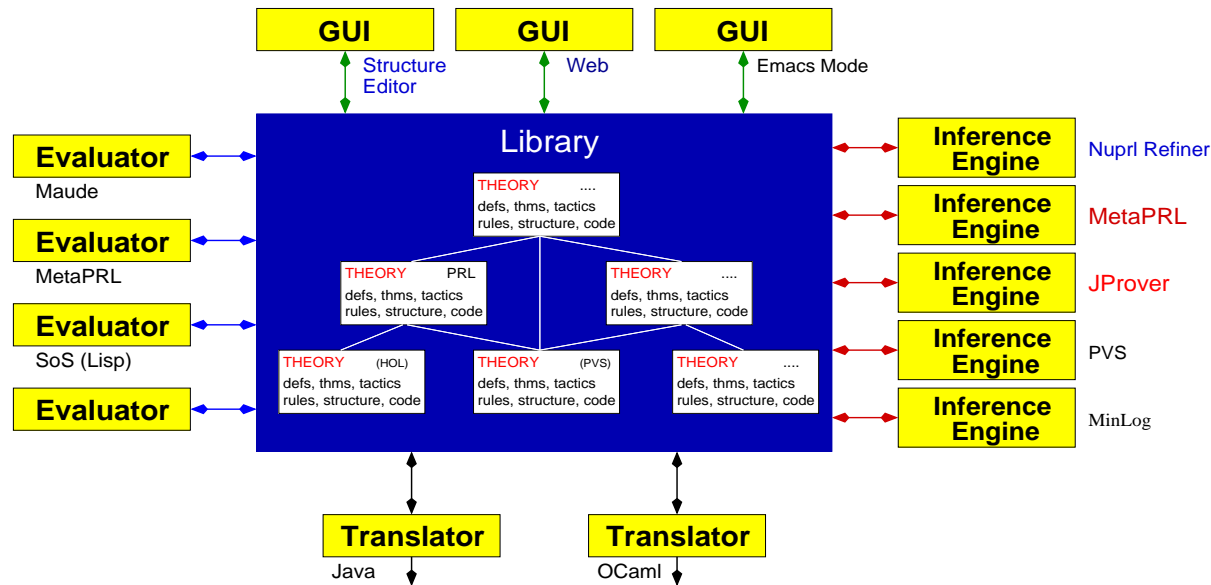 GUI
GUI
GUI
Structure
Editor
Web
Emacs Mode
Library
Evaluator
Maude
Evaluator
MetaPRL
Evaluator
SoS (Lisp)
Evaluator
THEORY ....
defs, thms, tactics
rules, structure, code
THEORY PRL
defs, thms, tactics
rules, structure, code
THEORY ....
defs, thms, tactics
rules, structure, code
THEORY (HOL)
defs, thms, tactics
rules, structure, code
THEORY (PVS)
defs, thms, tactics
rules, structure, code
THEORY ....
defs, thms, tactics
rules, structure, code
Inference
Engine
Nuprl Refiner
Inference
Engine
MetaPRL
Inference
Engine
JProver
Inference
Engine
PVS
Inference
Engine
MinLog
Translator
Java
Translator
OCaml